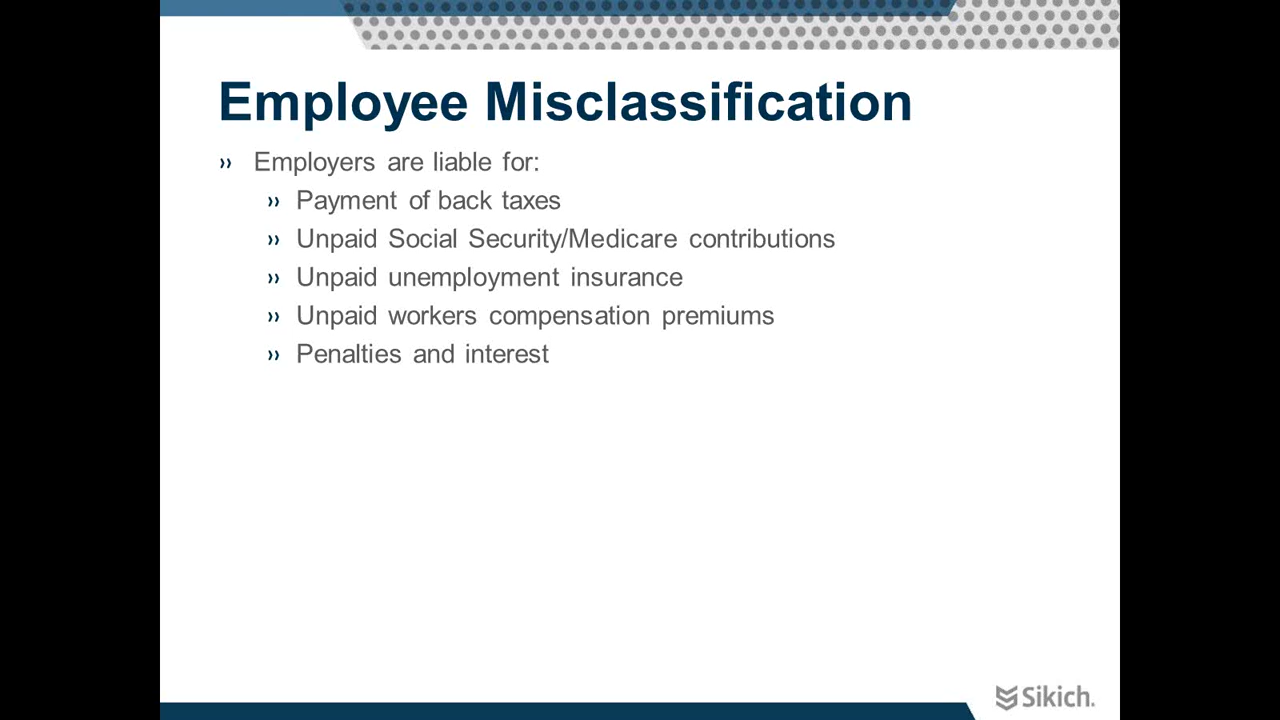 Employee Misclassification
» Employers are liable for:
» Payment of back taxes
» Unpaid Social Security/Medicare contributions
» Unpaid unemployment insurance
» Unpaid workers compensation premiums
» Penalties and interest
Sikich.